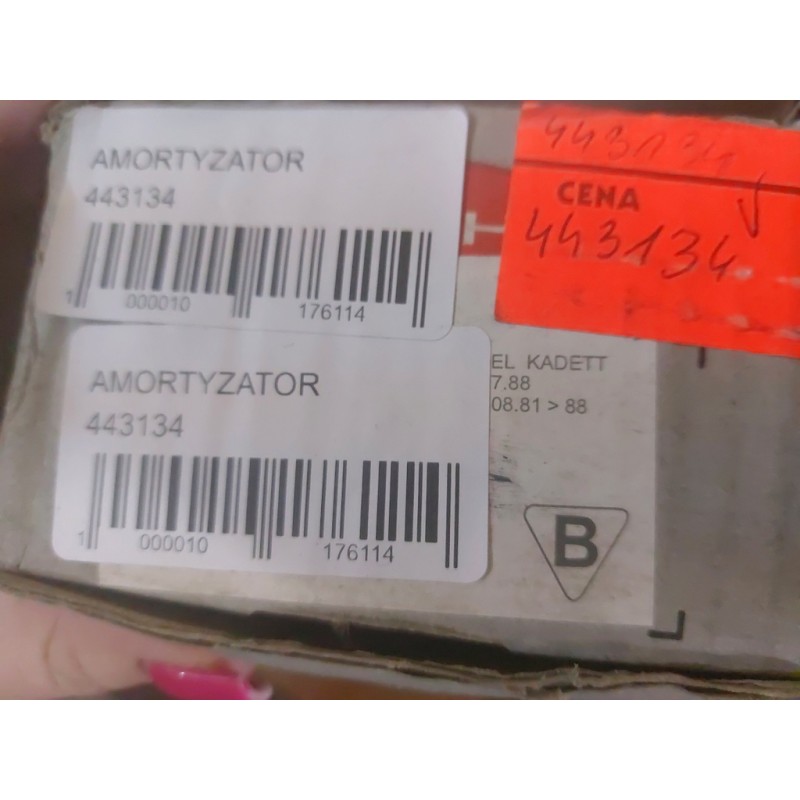 AMORTYZATOR
443134
1 000010 176114
443134
CENA
443134
EL KADETT
7.88
08.81 > 88
AMORTYZATOR
443134
1 000010 176114
B